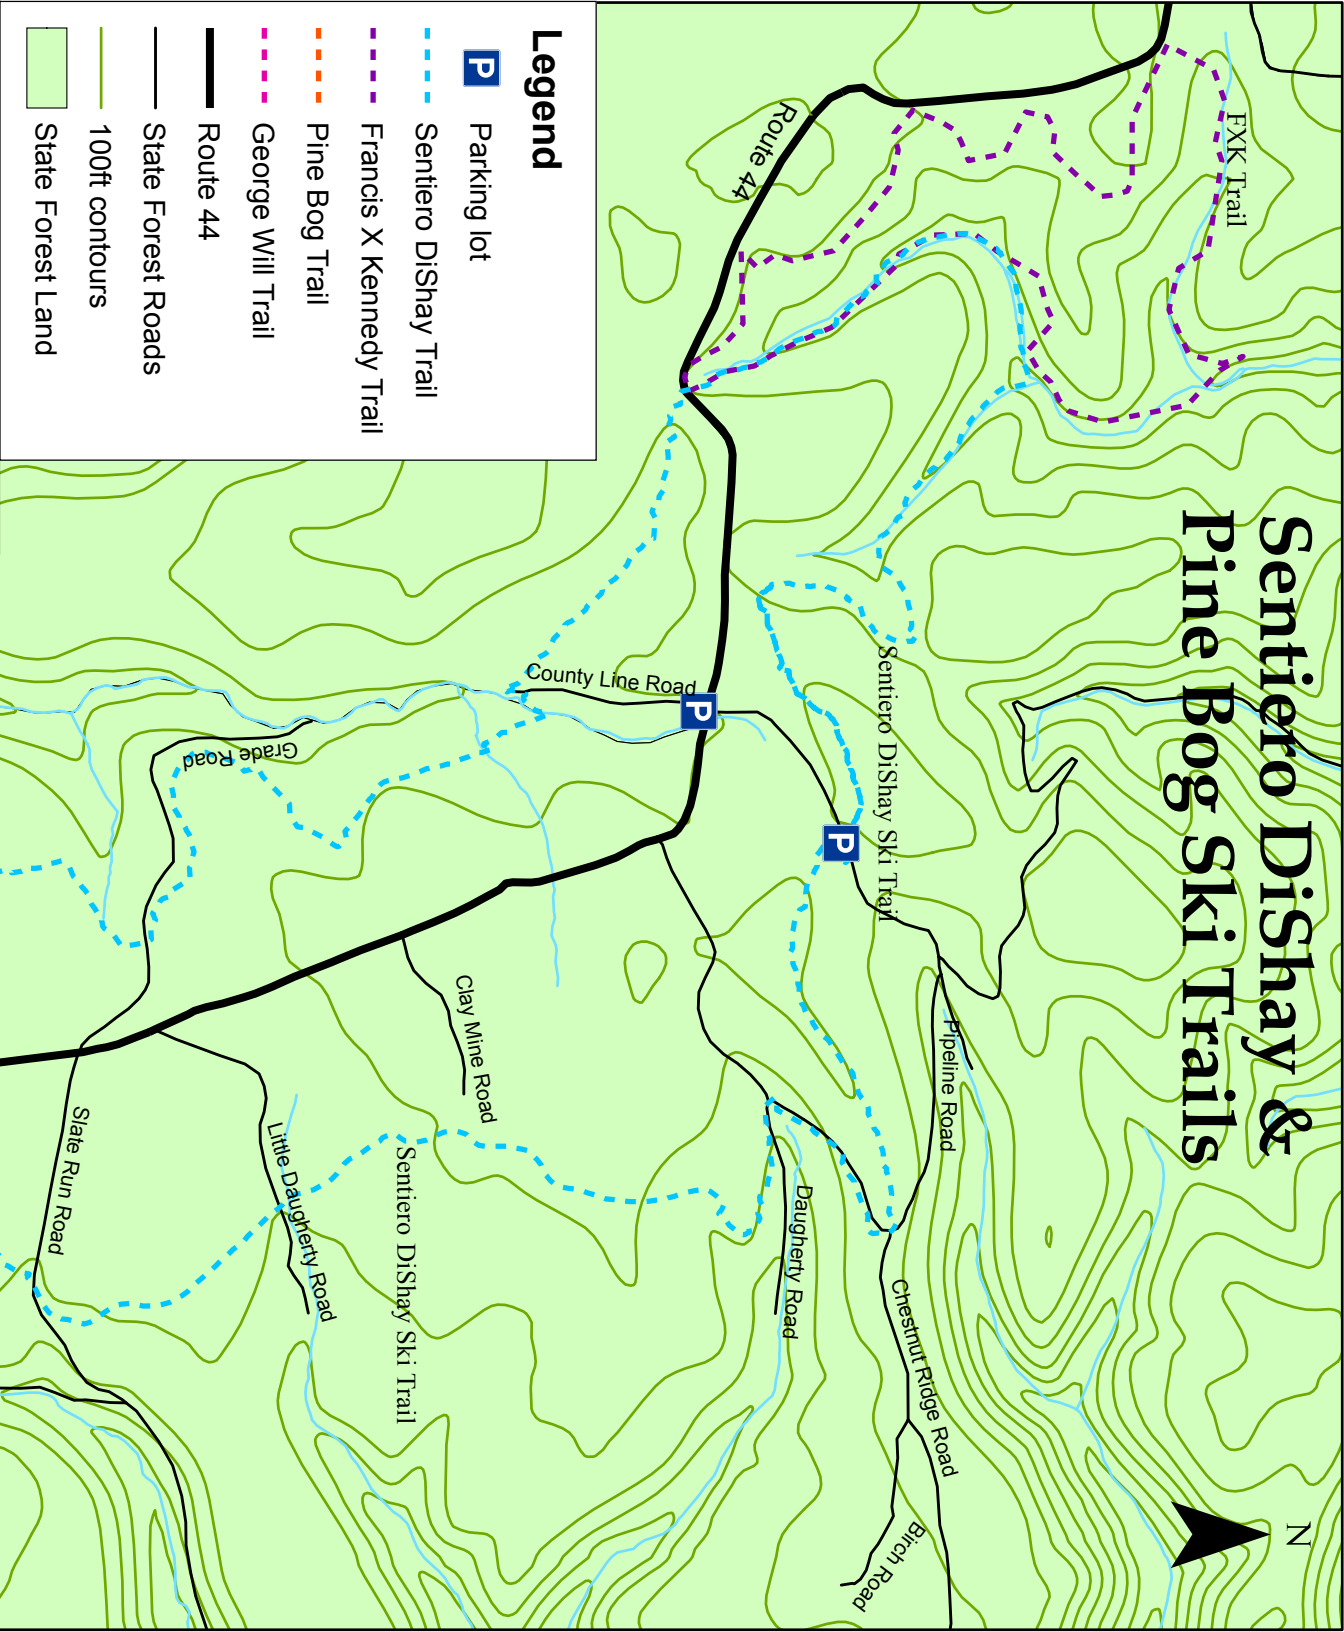 Sentiero DiShay &
Pine Bog Ski Trails
N
FXK Trail
Route 44
Sentiero DiShay Ski Trail
County Line Road
P
P
Pipeline Road
Chestnut Ridge Road
Birch Road
Daugherty Road
Clay Mine Road
Grade Road
Sentiero DiShay Ski Trail
Little Daugherty Road
Slate Run Road
Legend
P Parking lot
Sentiero DiShay Trail
Francis X Kennedy Trail
Pine Bog Trail
George Will Trail
Route 44
State Forest Roads
100ft contours
State Forest Land